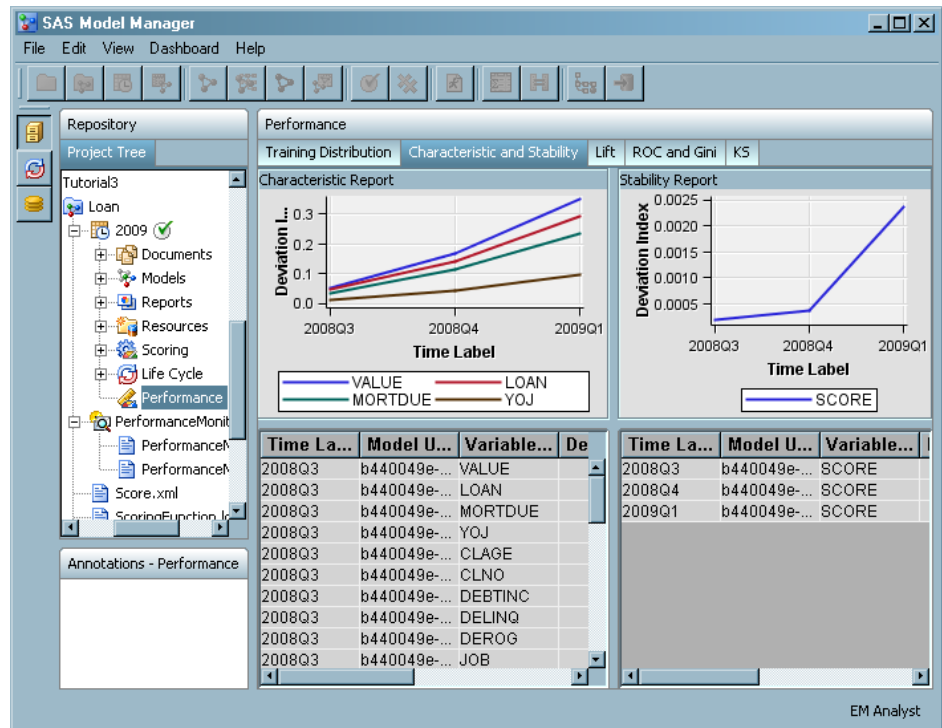 SAS Model Manager
File Edit View Dashboard Help
Repository
Project Tree
Tutorial3
Loan
2009
Documents
Models
Reports
Resources
Scoring
Life Cycle
Performance
PerformanceMonit
PerformanceM
PerformanceM
Score.xml
ScoringFunction.lo
Annotations - Performance
Performance
Training Distribution Characteristic and Stability Lift ROC and Gini KS
Characteristic Report
Deviation I...
0.3
0.2
0.1
0.0
2008Q3 2008Q4 2009Q1
Time Label
VALUE LOAN
MORTDUE YOJ
Stability Report
Deviation Index
0.0025
0.0015
0.0010
0.0005
2008Q3 2008Q4 2009Q1
Time Label
SCORE
Time La... Model U... Variable... De
2008Q3 b440049e-... VALUE
2008Q3 b440049e-... LOAN
2008Q3 b440049e-... MORTDUE
2008Q3 b440049e-... YOJ
2008Q3 b440049e-... CLAGE
2008Q3 b440049e-... CLNO
2008Q3 b440049e-... DEBTINC
2008Q3 b440049e-... DELINQ
2008Q3 b440049e-... DEROG
2008Q3 b440049e-... JOB
Time La... Model U... Variable...
2008Q3 b440049e-... SCORE
2008Q4 b440049e-... SCORE
2009Q1 b440049e-... SCORE
EM Analyst